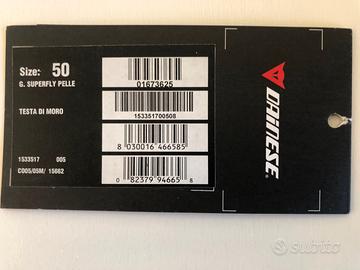 Size: 50
G. SUPERFLY PELLE
TESTA DI MORO
1533517 005
COO5/05M/ 15662
01673625
153351700508
8 030016 466585
0 82379 94665 8
DAINESE
subito